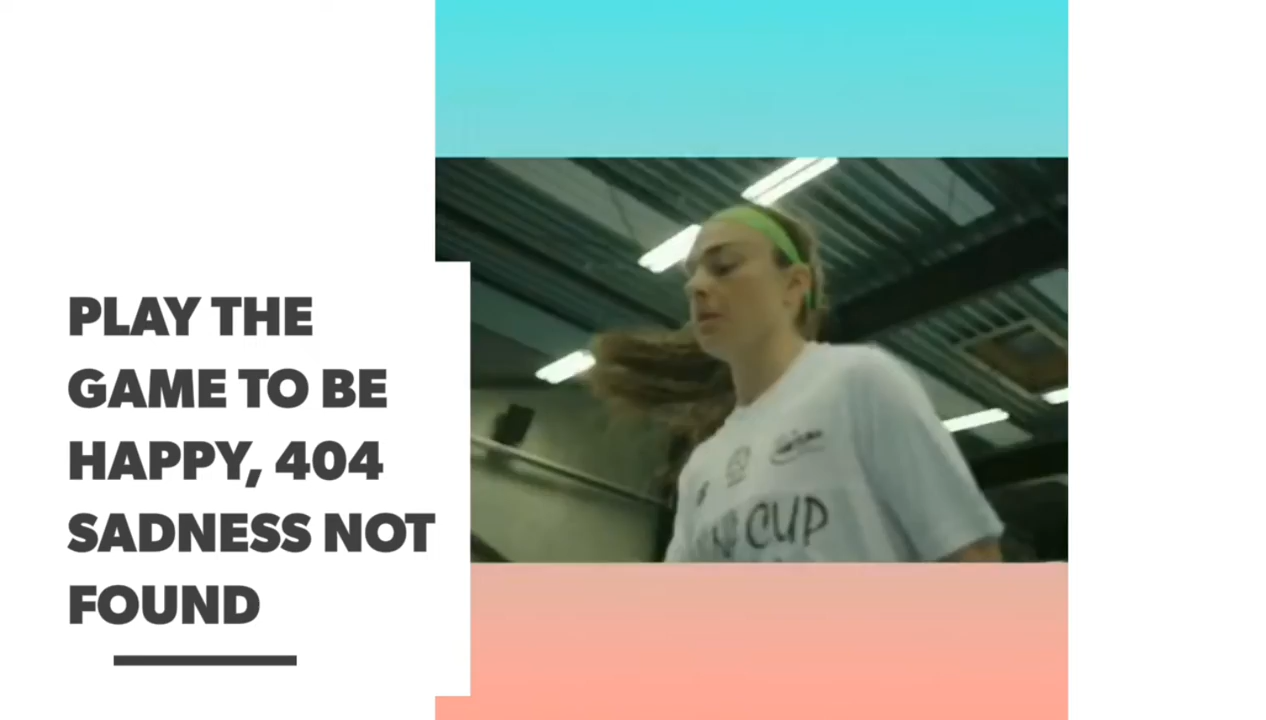 PLAY THE
GAME TO BE
HAPPY, 404
SADNESS NOT
FOUND
CUP